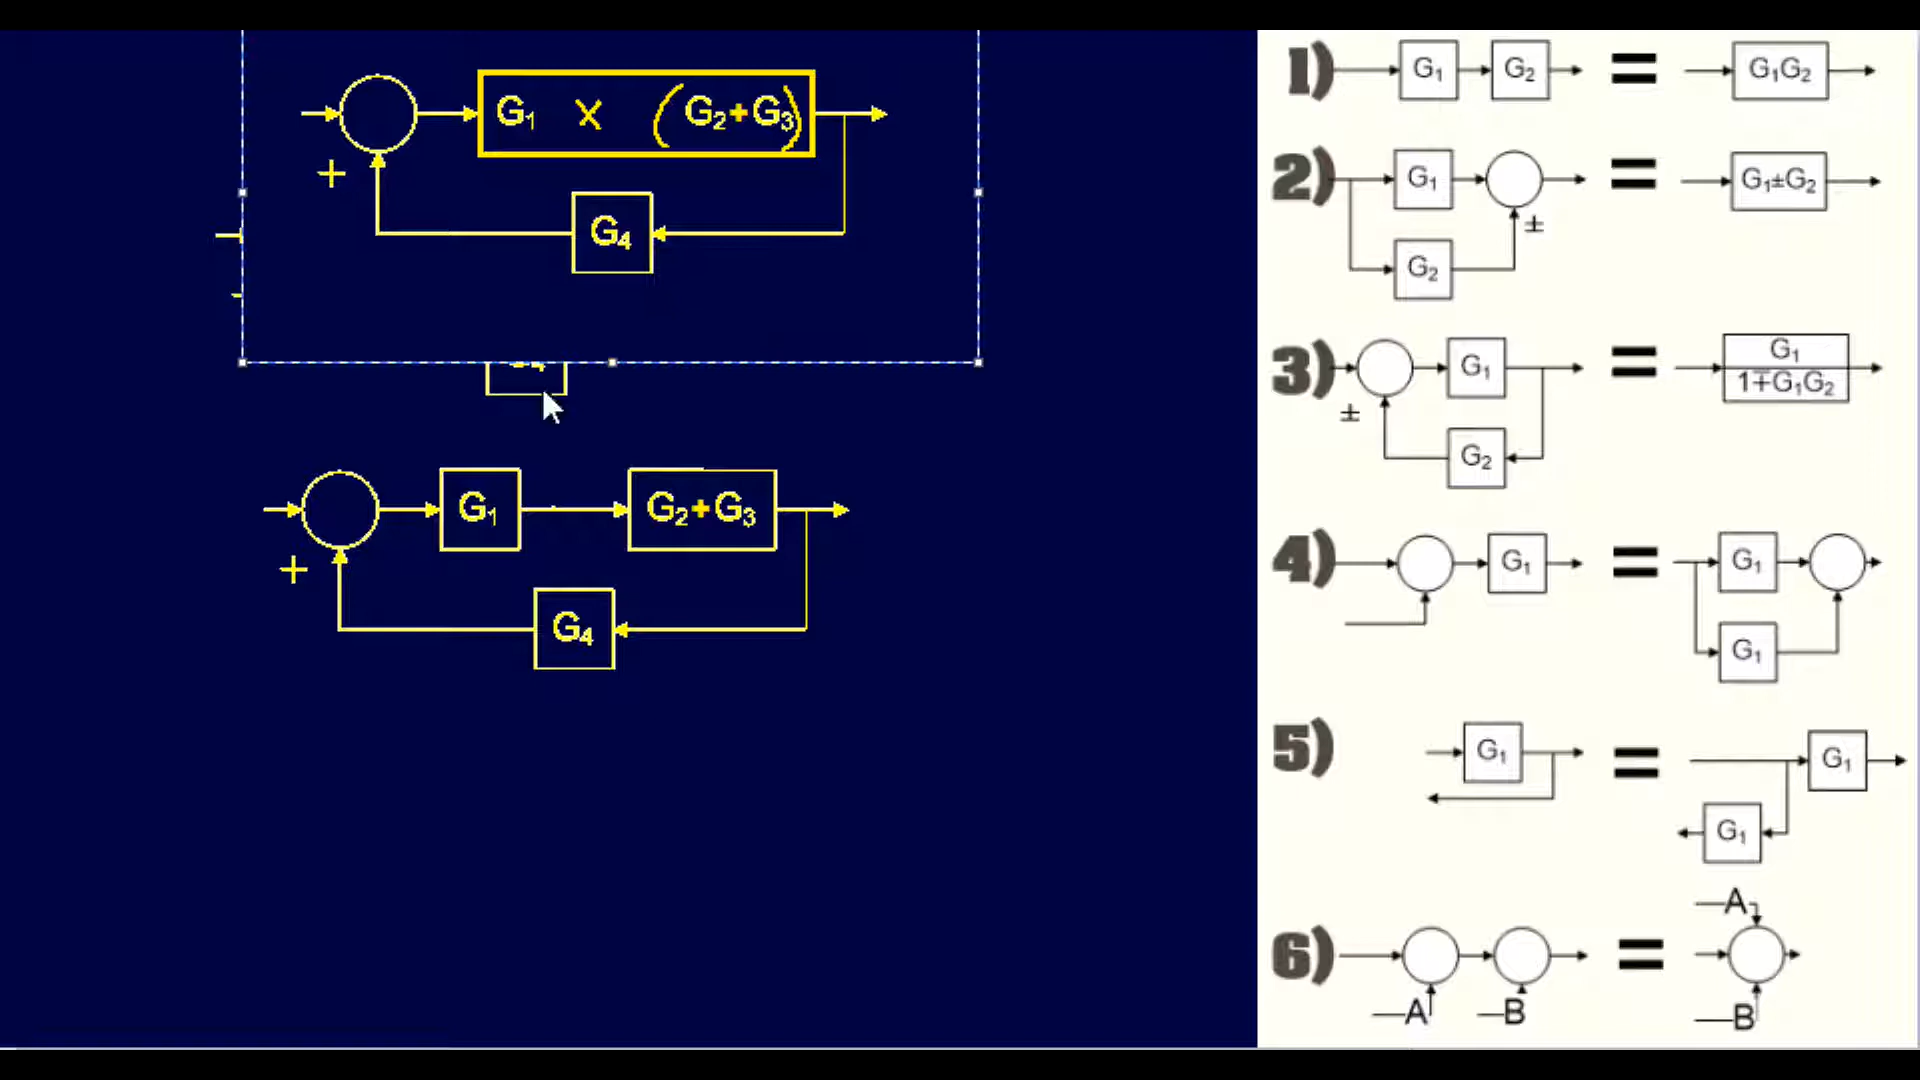 G₁ × (G₂+G₃)
+
G₄
G₁ G₂+G₃
+
G₄
1) G₁ G₂ = G₁G₂
2) G₁ = G₁±G₂
±
G₂
3) G₁ = G₁
1∓G₁G₂
±
G₂
4) G₁ = G₁
G₁
5) G₁ = G₁
G₁
A
6) =
A B B